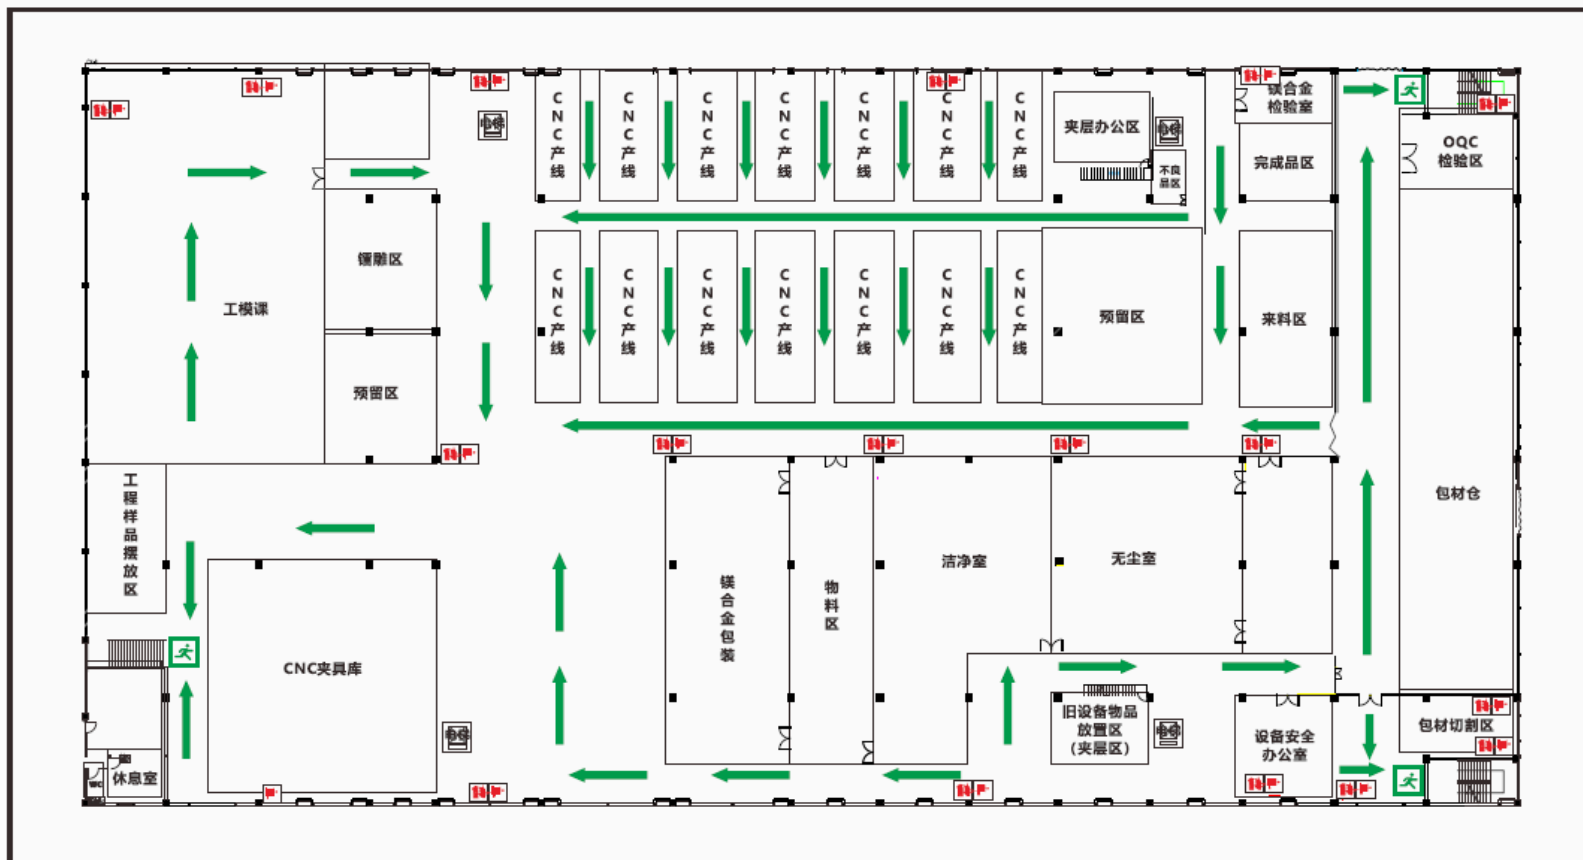 镁合金
检验室
CNC产线
CNC产线
CNC产线
CNC产线
CNC产线
CNC产线
CNC产线
夹层办公区
不良
品区
完成品区
OQC
检验区
镭雕区
工模课
CNC产线
CNC产线
CNC产线
CNC产线
CNC产线
CNC产线
CNC产线
预留区
来料区
预留区
工程样品摆放区
包材仓
洁净室
无尘室
镁合金包装
物料区
CNC夹具库
旧设备物品
放置区
（夹层区）
设备安全
办公室
包材切割区
休息室
WC